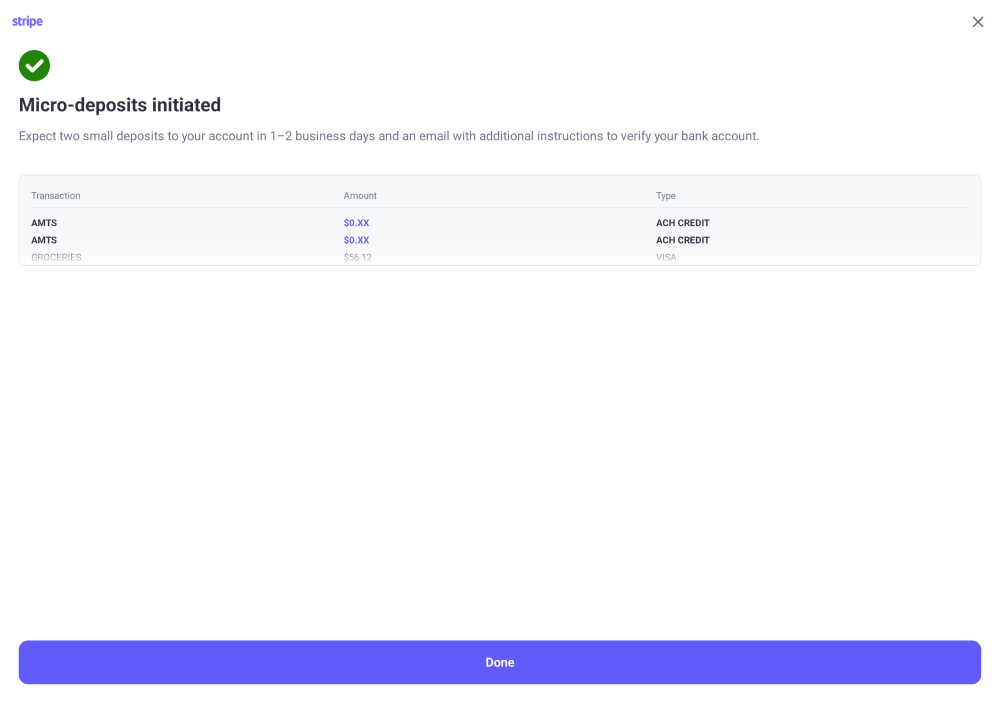 stripe
Micro-deposits initiated
Expect two small deposits to your account in 1–2 business days and an email with additional instructions to verify your bank account.
Transaction Amount Type
AMTS $0.XX ACH CREDIT
AMTS $0.XX ACH CREDIT
GROCERIES $56.12 VISA
Done